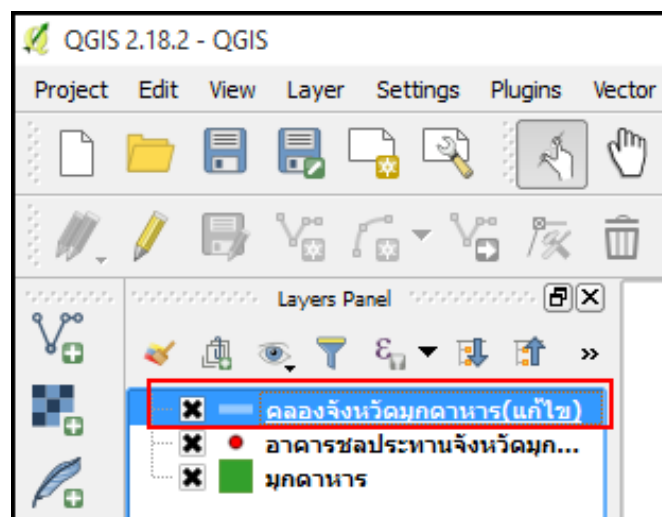 QGIS 2.18.2 - QGIS
Project Edit View Layer Settings Plugins Vector
Layers Panel
คลองจังหวัดมุกดาหาร(แก้ไข)
อาคารชลประทานจังหวัดมุก...
มุกดาหาร